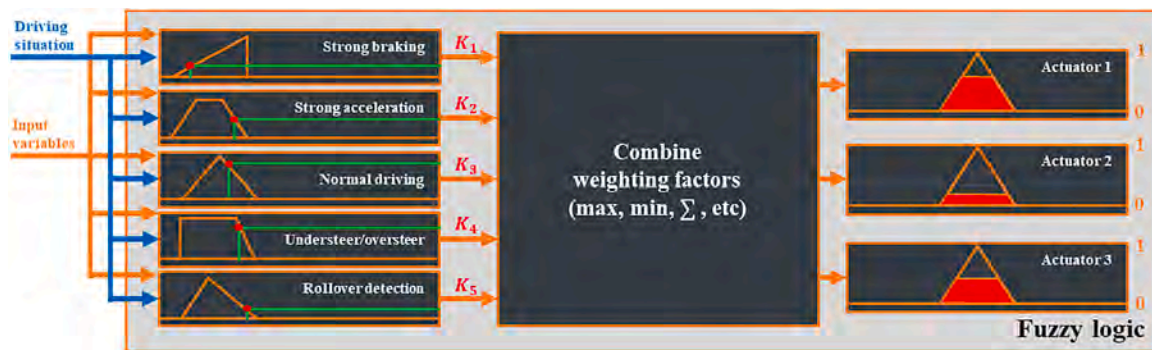 Driving
situation
Input
variables
Strong braking
Strong acceleration
Normal driving
Understeer/oversteer
Rollover detection
K1
K2
K3
K4
K5
Combine
weighting factors
(max, min, ∑, etc)
Actuator 1
1
0
Actuator 2
1
0
Actuator 3
1
0
Fuzzy logic